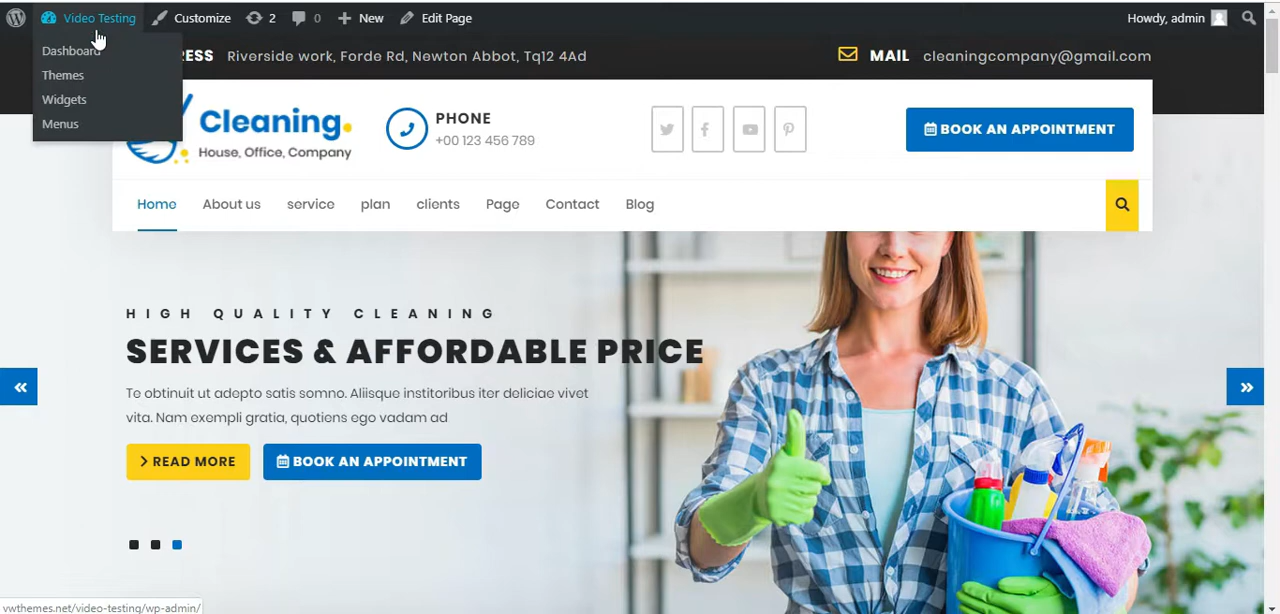 Video Testing Customize 2 0 New Edit Page Howdy, admin
Dashboard
Themes
Widgets
Menus
RESS Riverside work, Forde Rd, Newton Abbot, Tq12 4Ad MAIL cleaningcompany@gmail.com
Cleaning.
House, Office, Company
PHONE
+00 123 456 789
BOOK AN APPOINTMENT
Home About us service plan clients Page Contact Blog
HIGH QUALITY CLEANING
SERVICES & AFFORDABLE PRICE
Te obtinuit ut adepto satis somno. Aliisque institoribus iter deliciae vivet
vita. Nam exempli gratia, quotiens ego vadam ad
READ MORE BOOK AN APPOINTMENT
vwthemes.net/video-testing/wp-admin/